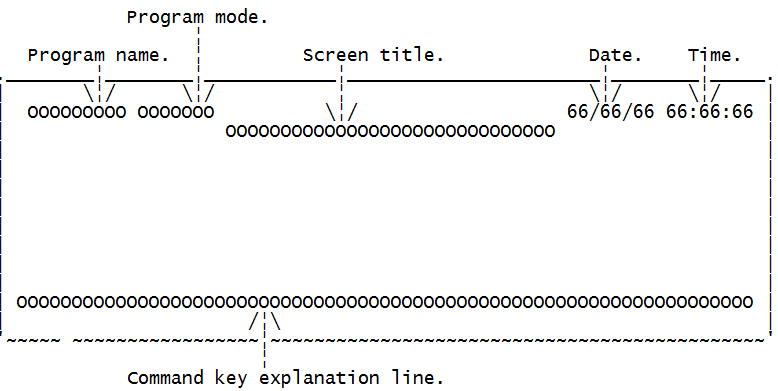 Program mode.
Program name. Screen title. Date. Time.
OOOOOOOOO OOOOOOO 66/66/66 66:66:66
OOOOOOOOOOOOOOOOOOOOOOOOOOOOOO
OOOOOOOOOOOOOOOOOOOOOOOOOOOOOOOOOOOOOOOOOOOOOOOOOOOOOOOOOOOOOOOOOOO
Command key explanation line.